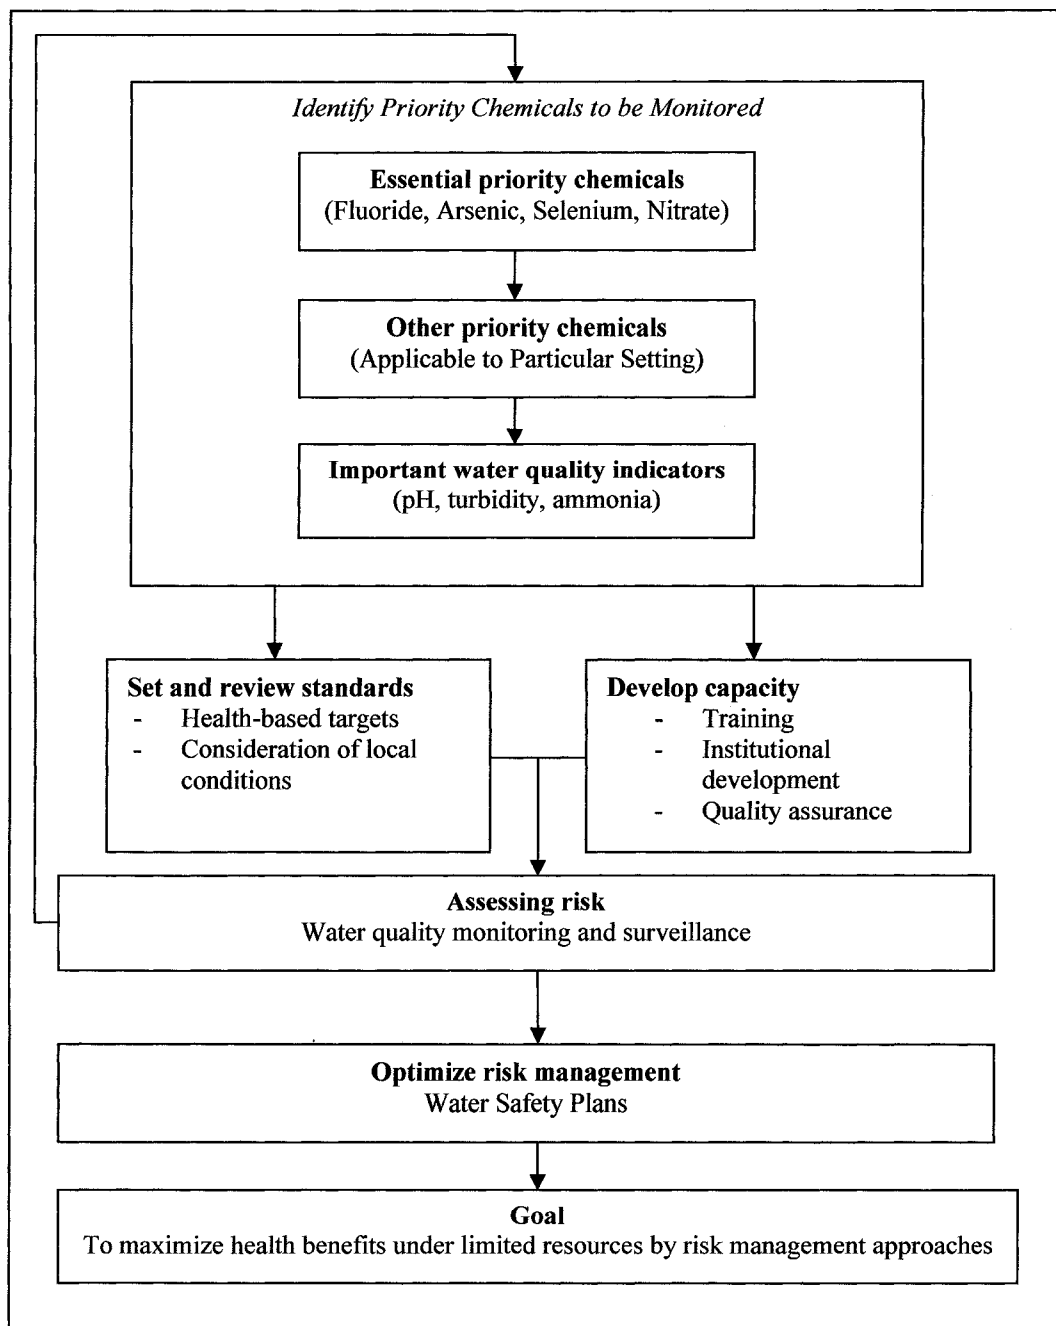 Identify Priority Chemicals to be Monitored
Essential priority chemicals
(Fluoride, Arsenic, Selenium, Nitrate)
Other priority chemicals
(Applicable to Particular Setting)
Important water quality indicators
(pH, turbidity, ammonia)
Set and review standards
- Health-based targets
- Consideration of local
conditions
Develop capacity
- Training
- Institutional
development
- Quality assurance
Assessing risk
Water quality monitoring and surveillance
Optimize risk management
Water Safety Plans
Goal
To maximize health benefits under limited resources by risk management approaches